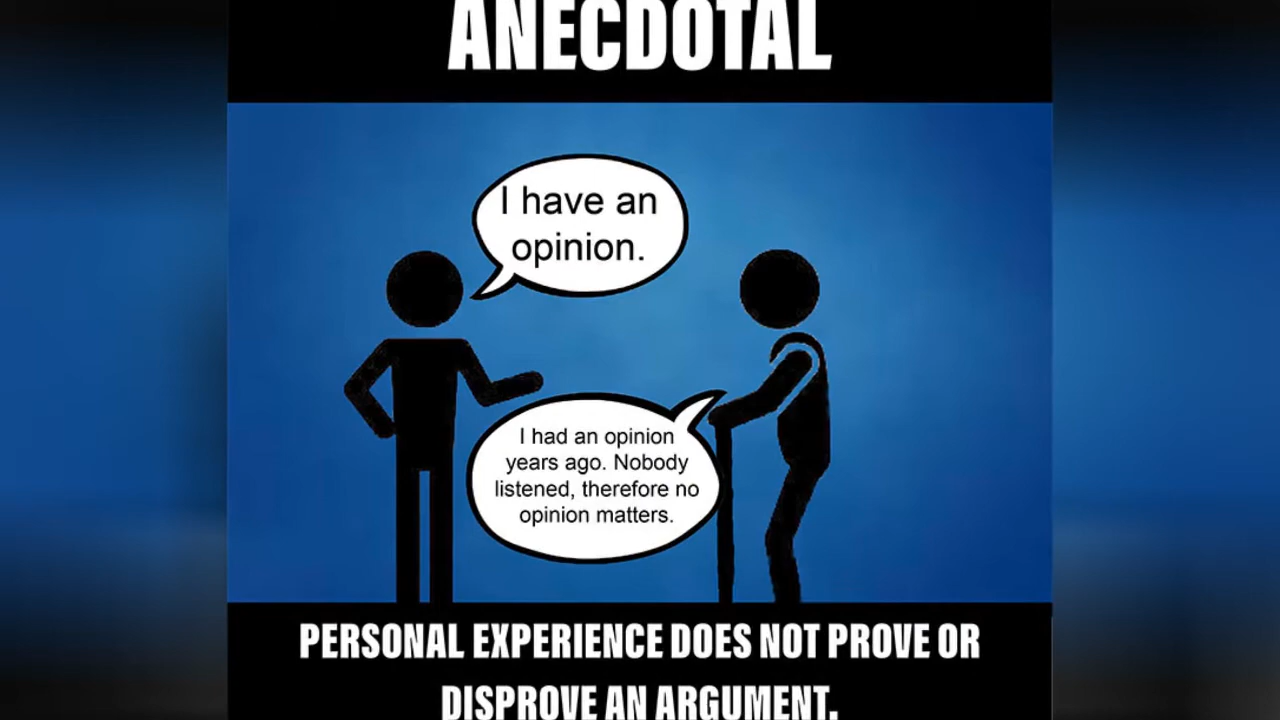 ANECDOTAL
I have an
opinion.
I had an opinion
years ago. Nobody
listened, therefore no
opinion matters.
PERSONAL EXPERIENCE DOES NOT PROVE OR
DISPROVE AN ARGUMENT.